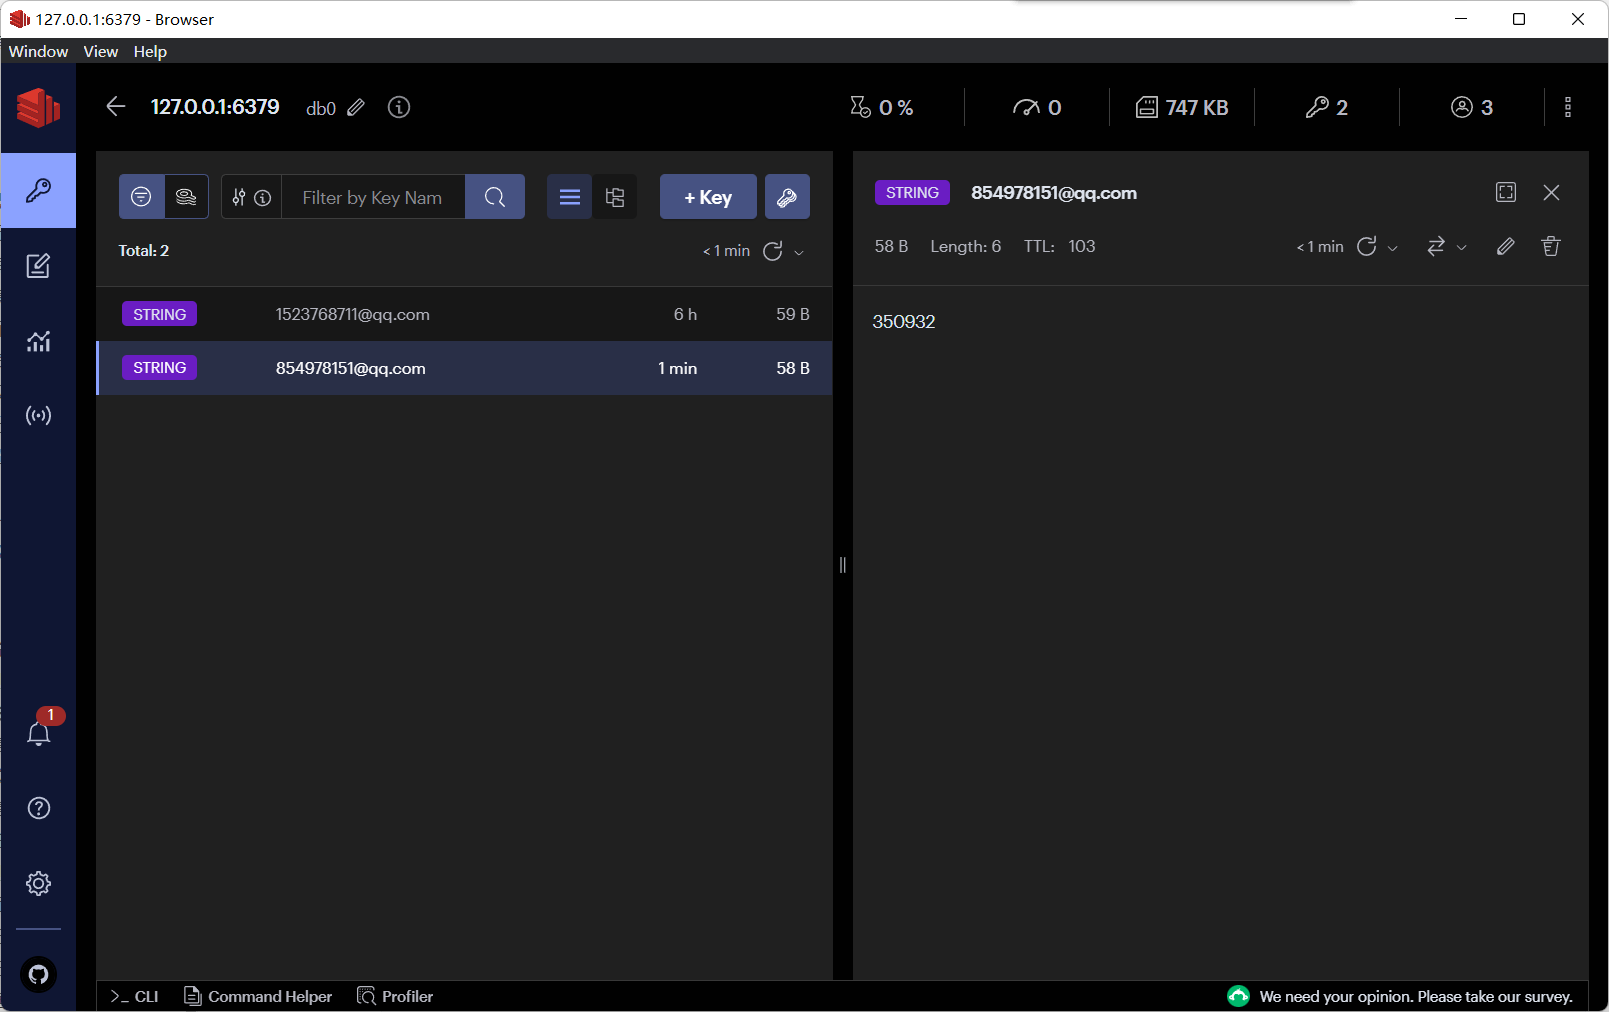 127.0.0.1:6379 - Browser
Window View Help
127.0.0.1:6379 db0 0 % 0 747 KB 2 3
Filter by Key Nam + Key
Total: 2 < 1 min
STRING 1523768711@qq.com 6 h 59 B
STRING 854978151@qq.com 1 min 58 B
STRING 854978151@qq.com
58 B Length: 6 TTL: 103 < 1 min
350932
1
>_ CLI Command Helper Profiler We need your opinion. Please take our survey.